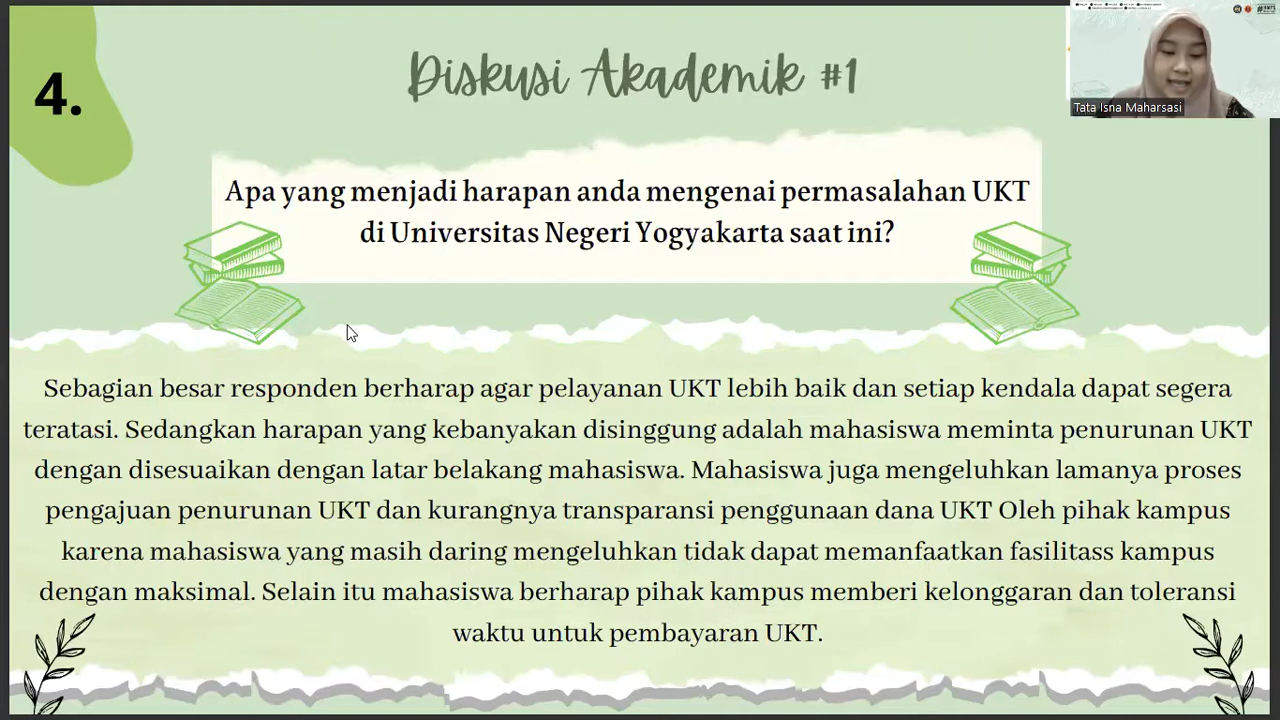 4.
Diskusi Akademik #1
Tata Isna Maharsasi
Apa yang menjadi harapan anda mengenai permasalahan UKT
di Universitas Negeri Yogyakarta saat ini?
Sebagian besar responden berharap agar pelayanan UKT lebih baik dan setiap kendala dapat segera
teratasi. Sedangkan harapan yang kebanyakan disinggung adalah mahasiswa meminta penurunan UKT
dengan disesuaikan dengan latar belakang mahasiswa. Mahasiswa juga mengeluhkan lamanya proses
pengajuan penurunan UKT dan kurangnya transparansi penggunaan dana UKT Oleh pihak kampus
karena mahasiswa yang masih daring mengeluhkan tidak dapat memanfaatkan fasilitass kampus
dengan maksimal. Selain itu mahasiswa berharap pihak kampus memberi kelonggaran dan toleransi
waktu untuk pembayaran UKT.